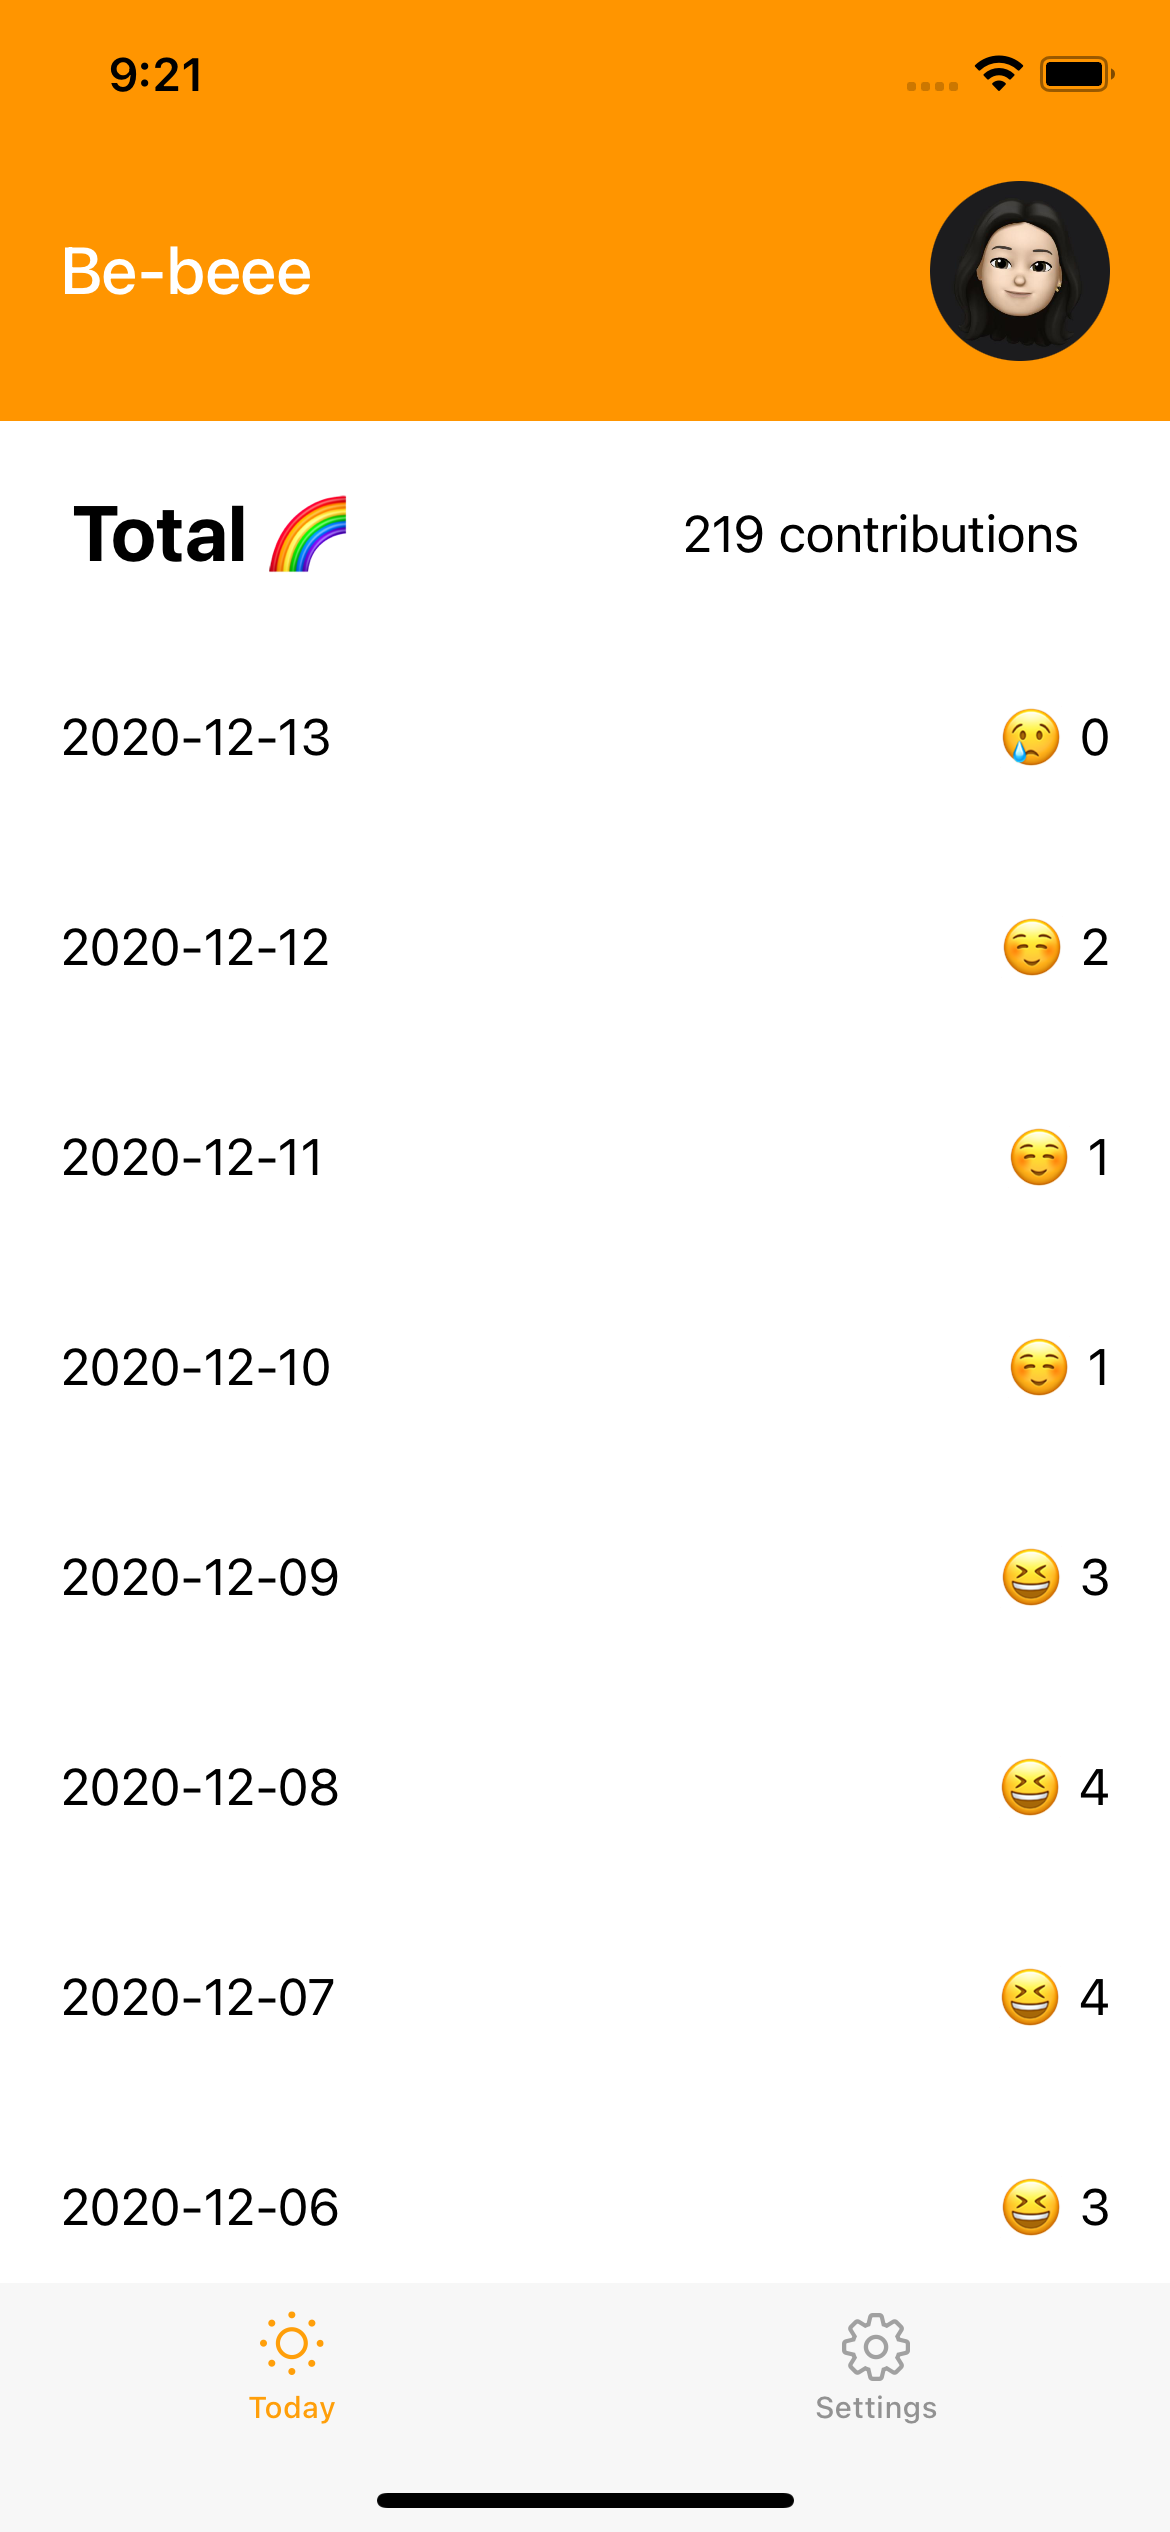 9:21
Be-beee
Total 🌈 219 contributions
2020-12-13 😢 0
2020-12-12 ☺️ 2
2020-12-11 ☺️ 1
2020-12-10 ☺️ 1
2020-12-09 😆 3
2020-12-08 😆 4
2020-12-07 😆 4
2020-12-06 😆 3
Today Settings